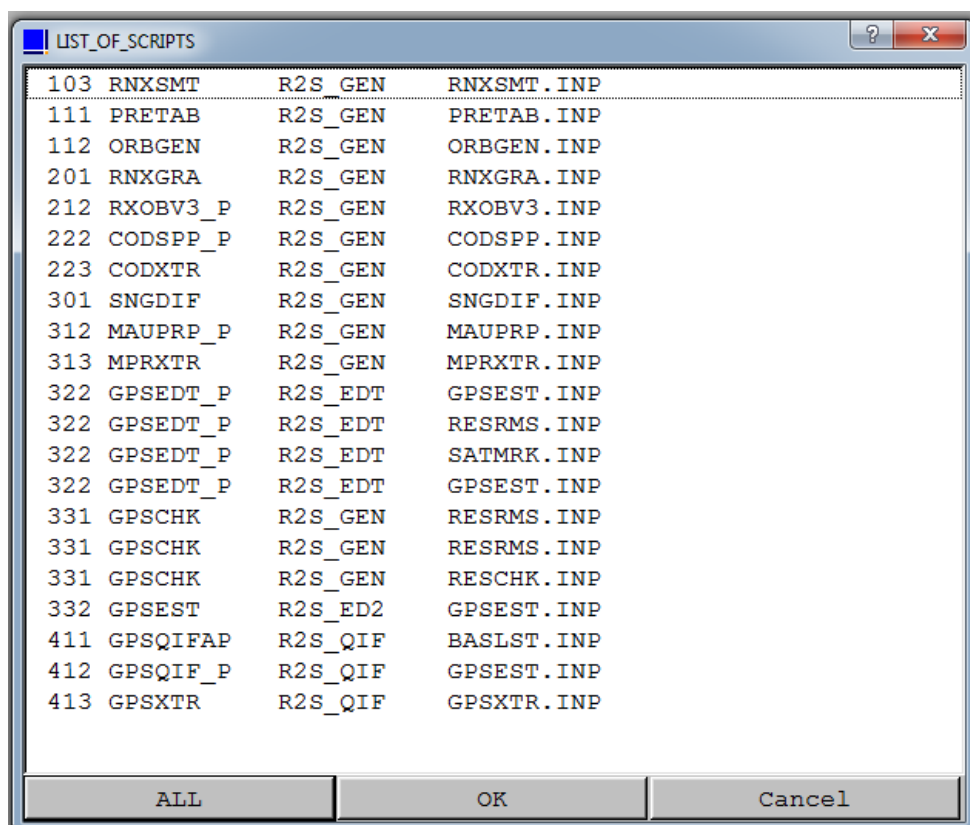 LIST_OF_SCRIPTS ? X
103 RNXSMT R2S_GEN RNXSMT.INP
111 PRETAB R2S_GEN PRETAB.INP
112 ORBGEN R2S_GEN ORBGEN.INP
201 RNXGRA R2S_GEN RNXGRA.INP
212 RXOBV3_P R2S_GEN RXOBV3.INP
222 CODSPP_P R2S_GEN CODSPP.INP
223 CODXTR R2S_GEN CODXTR.INP
301 SNGDIF R2S_GEN SNGDIF.INP
312 MAUPRP_P R2S_GEN MAUPRP.INP
313 MPRXTR R2S_GEN MPRXTR.INP
322 GPSEDT_P R2S_EDT GPSEST.INP
322 GPSEDT_P R2S_EDT RESRMS.INP
322 GPSEDT_P R2S_EDT SATMRK.INP
322 GPSEDT_P R2S_EDT GPSEST.INP
331 GPSCHK R2S_GEN RESRMS.INP
331 GPSCHK R2S_GEN RESRMS.INP
331 GPSCHK R2S_GEN RESCHK.INP
332 GPSEST R2S_ED2 GPSEST.INP
411 GPSQIFAP R2S_QIF BASLST.INP
412 GPSQIF_P R2S_QIF GPSEST.INP
413 GPSXTR R2S_QIF GPSXTR.INP
ALL OK Cancel